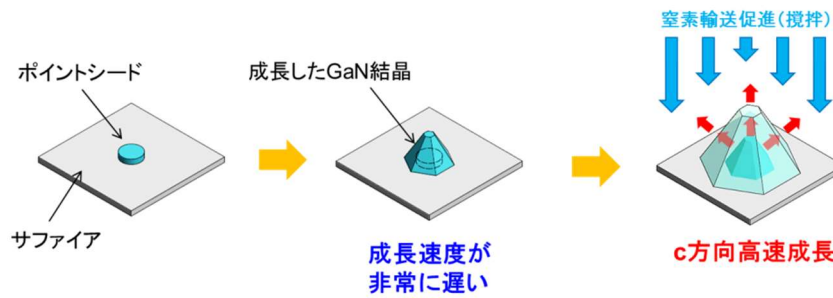 窒素輸送促進(撹拌)
ポイントシード
成長したGaN結晶
サファイア
成長速度が
非常に遅い
c方向高速成長